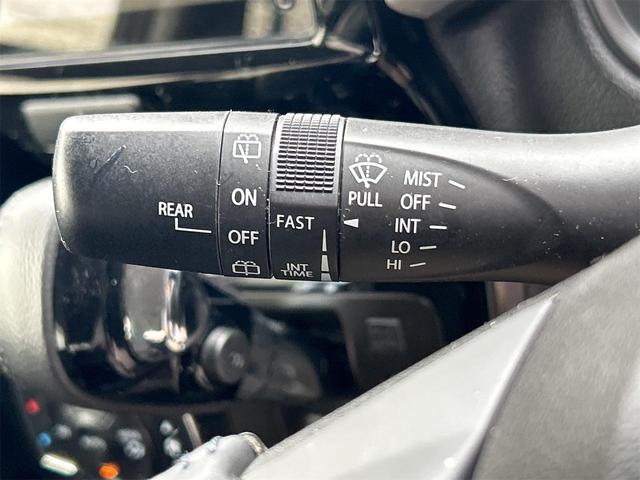 REAR
ON
OFF
FAST
INT
TIME
PULL
MIST
OFF
INT
LO
HI